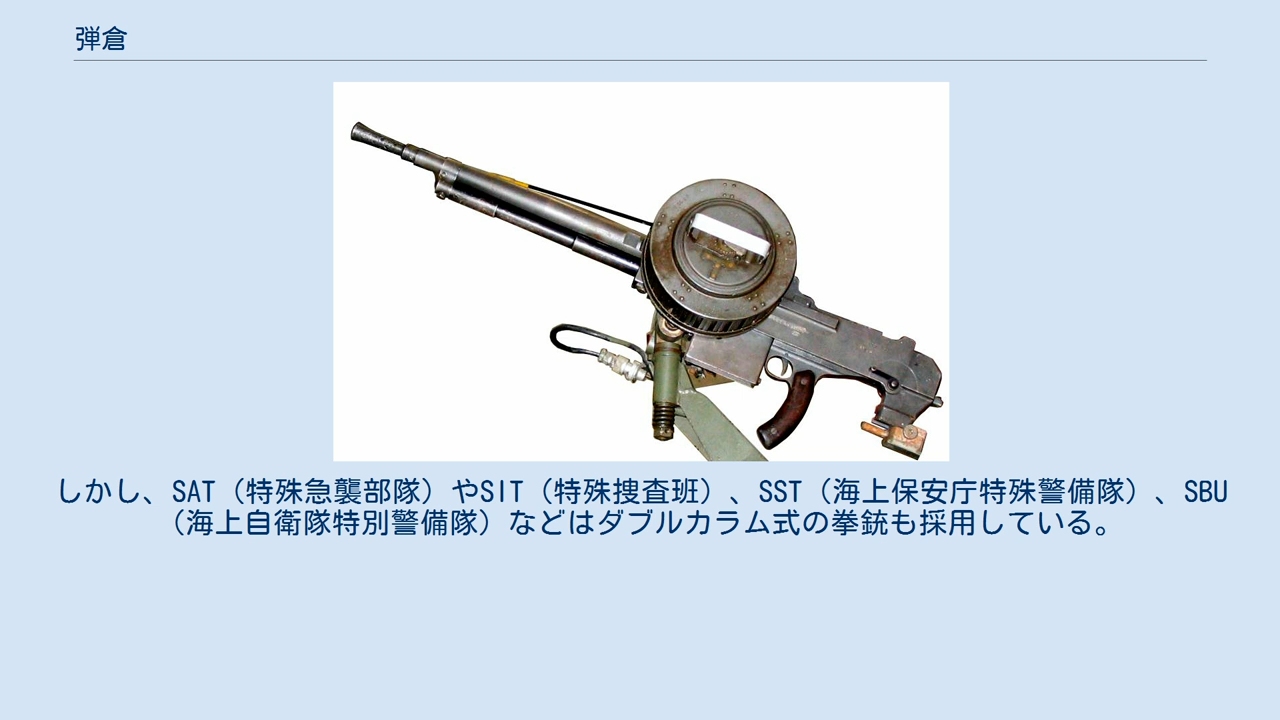 弾倉
しかし、SAT（特殊急襲部隊）やSIT（特殊捜査班）、SST（海上保安庁特殊警備隊）、SBU
（海上自衛隊特別警備隊）などはダブルカラム式の拳銃も採用している。